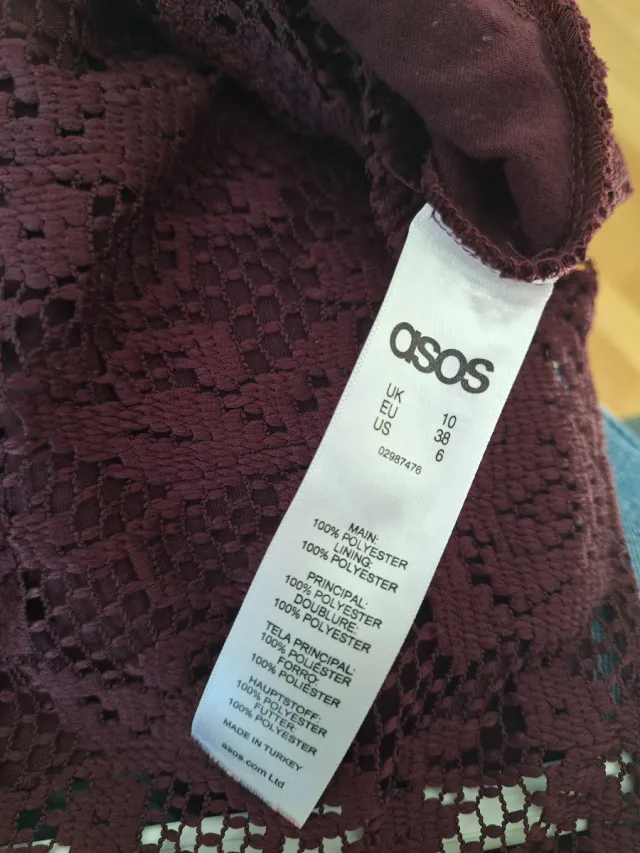 asos
UK 10
EU 38
US 6
02987476
MAIN:
100% POLYESTER
LINING:
100% POLYESTER
PRINCIPAL:
100% POLYESTER
DOUBLURE:
100% POLYESTER
TELA PRINCIPAL:
100% POLIÉSTER
FORRO:
100% POLIÉSTER
HAUPTSTOFF:
100% POLYESTER
FUTTER:
100% POLYESTER
MADE IN TURKEY
asos.com Ltd